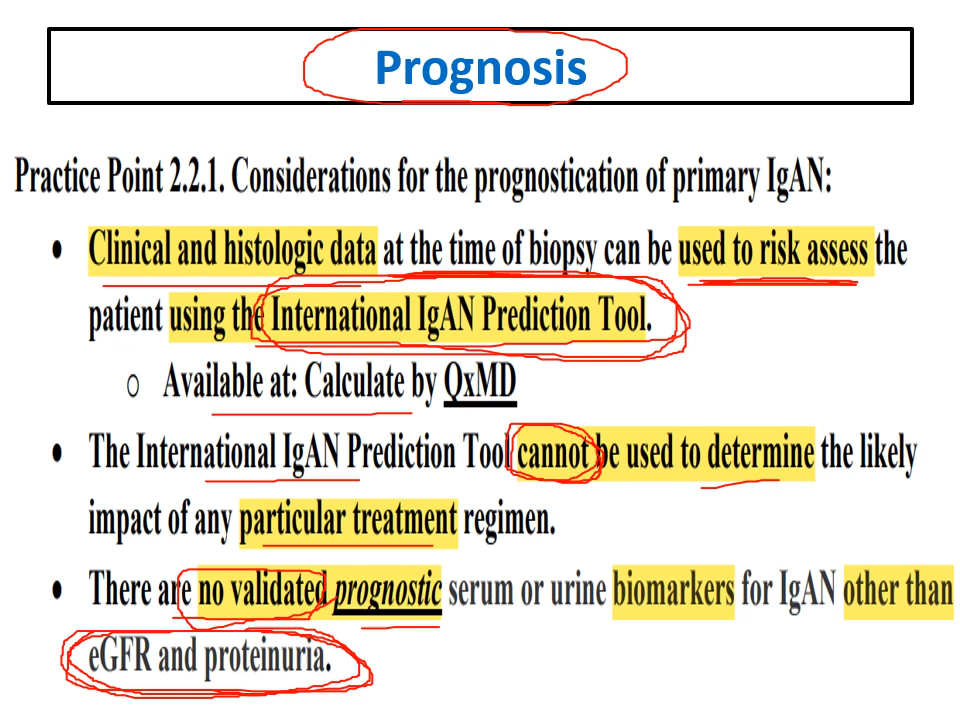 Prognosis
Practice Point 2.2.1. Considerations for the prognostication of primary IgAN:
• Clinical and histologic data at the time of biopsy can be used to risk assess the
patient using the International IgAN Prediction Tool.
o Available at: Calculate by QxMD
• The International IgAN Prediction Tool cannot be used to determine the likely
impact of any particular treatment regimen.
• There are no validated prognostic serum or urine biomarkers for IgAN other than
eGFR and proteinuria.